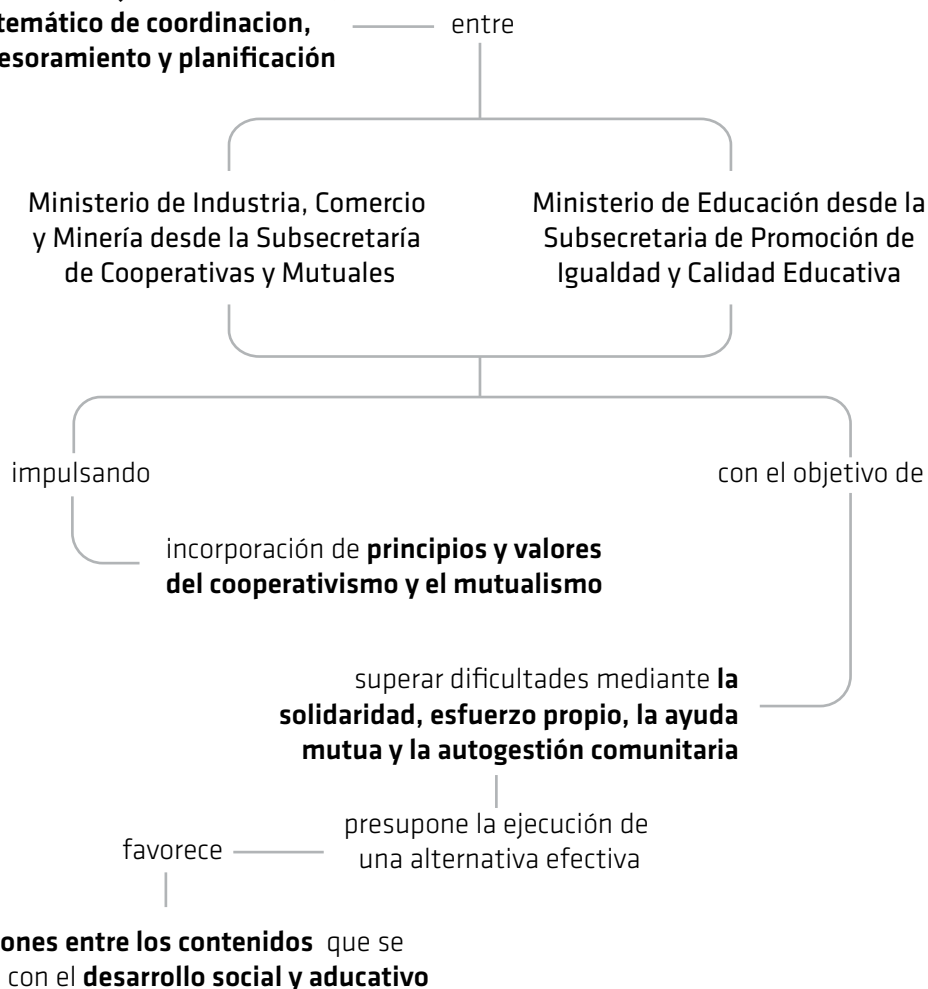 temático de coordinacion,
esoramiento y planificación
entre
Ministerio de Industria, Comercio
y Minería desde la Subsecretaría
de Cooperativas y Mutuales
Ministerio de Educación desde la
Subsecretaria de Promoción de
Igualdad y Calidad Educativa
impulsando
con el objetivo de
incorporación de principios y valores
del cooperativismo y el mutualismo
superar dificultades mediante la
solidaridad, esfuerzo propio, la ayuda
mutua y la autogestión comunitaria
presupone la ejecución de
una alternativa efectiva
favorece
ones entre los contenidos que se
con el desarrollo social y aducativo